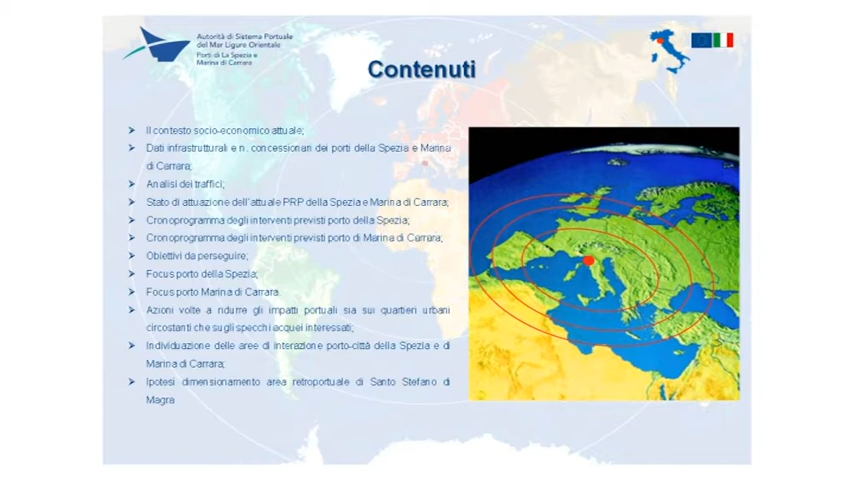 Autorità di Sistema Portuale
del Mar Ligure Orientale
Porti di La Spezia e
Marina di Carrara
Contenuti
Il contesto socio-economico attuale;
Dati infrastrutturali e n. concessionari dei porti della Spezia e Marina
di Carrara;
Analisi dei traffici;
Stato di attuazione dell'attuale PRP della Spezia e Marina di Carrara;
Cronoprogramma degli interventi previsti porto della Spezia;
Cronoprogramma degli interventi previsti porto di Marina di Carrara;
Obiettivi da perseguire;
Focus porto della Spezia;
Focus porto Marina di Carrara.
Azioni volte a ridurre gli impatti portuali sia sui quartieri urbani
circostanti che sugli specchi acquei interessati;
Individuazione delle aree di interazione porto-città della Spezia e di
Marina di Carrara;
Ipotesi dimensionamento area retroportuale di Santo Stefano di
Magra